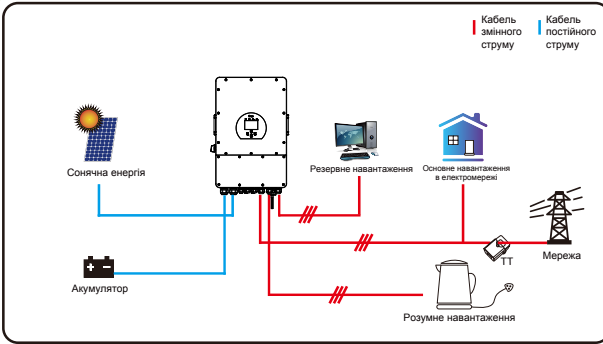 Кабель
змінного
струму
Кабель
постійного
струму
Сонячна енергія
Резервне навантаження
Основне навантаження
в електромережі
ТТ
Мережа
Акумулятор
Розумне навантаження